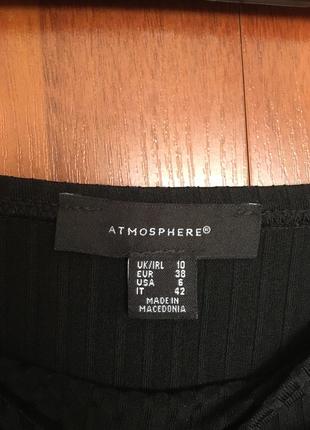 ATMOSPHERE®
UK/IRL 10
EUR 38
USA 6
IT 42
MADE IN
MACEDONIA